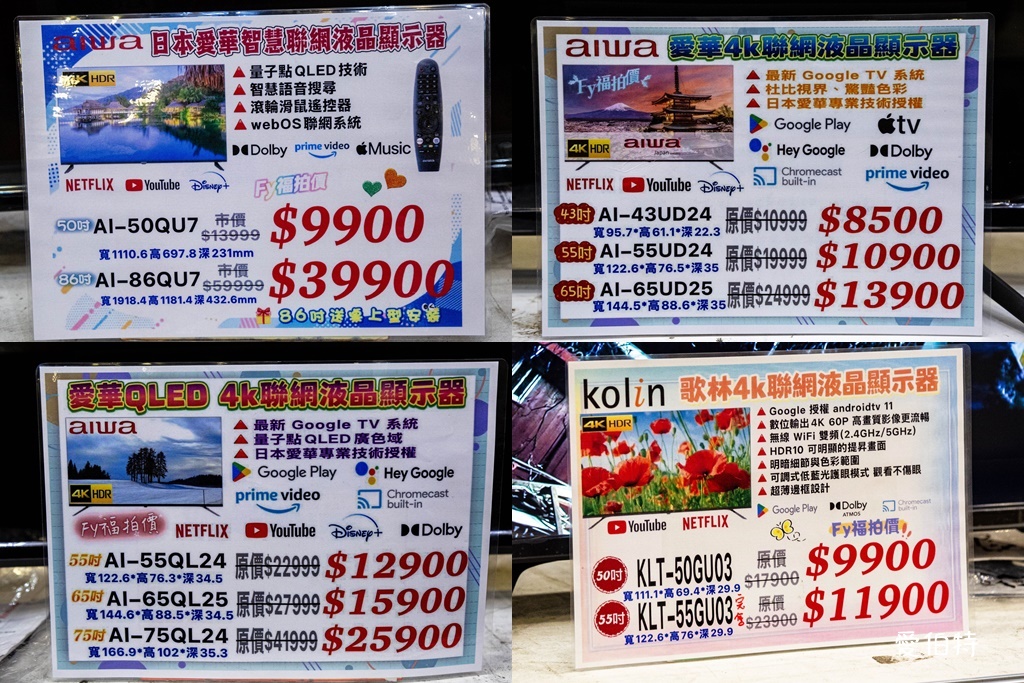 aiwa 日本愛華智慧聯網液晶顯示器
4K HDR
▲ 量子點QLED技術
▲ 智慧語音搜尋
▲ 滾輪滑鼠遙控器
▲ webOS聯網系統
Dolby prime video Music
NETFLIX YouTube Disney+
Fy福拍價
50吋 AI-50QU7 市價 $13999 $9900
寬1110.6高697.8深231mm
86吋 AI-86QU7 市價 $59999 $39900
寬1918.4高1181.4深432.6mm
86吋送桌上型安裝
aiwa 愛華4k聯網液晶顯示器
Fy福拍價
▲ 最新 Google TV 系統
▲ 杜比視界、驚豔色彩
▲ 日本愛華專業技術授權
4K HDR aiwa Japan
Google Play tv
Hey Google Dolby
Chromecast built-in prime video
NETFLIX YouTube Disney+
43吋 AI-43UD24 原價$10999 $8500
寬95.7*高61.1*深22.3
55吋 AI-55UD24 原價$19999 $10900
寬122.6*高76.5*深35
65吋 AI-65UD25 原價$24999 $13900
寬144.5*高88.6*深35
愛華QLED 4k聯網液晶顯示器
aiwa
▲ 最新 Google TV 系統
▲ 量子點QLED廣色域
▲ 日本愛華專業技術授權
4K HDR
Google Play Hey Google
prime video Chromecast built-in
Fy福拍價 NETFLIX YouTube Disney+ Dolby
55吋 AI-55QL24 原價$22999 $12900
寬122.6*高76.3*深34.5
65吋 AI-65QL25 原價$27999 $15900
寬144.6*高88.5*深34.5
75吋 AI-75QL24 原價$41999 $25900
寬166.9*高102*深35.3
kolin 歌林4k聯網液晶顯示器
4K HDR
▲ Google 授權 androidtv 11
▲ 數位輸出4K 60P 高畫質影像更流暢
▲ 無線 WiFi 雙頻(2.4GHz/5GHz)
▲ HDR10 可明顯的提昇畫面
▲ 明暗細節與色彩範圍
▲ 可調式低藍光護眼模式 觀看不傷眼
▲ 超薄邊框設計
Google Play Dolby ATMOS Chromecast built-in
YouTube NETFLIX Fy福拍價!
50吋 KLT-50GU03 原價 $17900 $9900
寬111.1*高69.4*深29.9
55吋 KLT-55GU03 原價 $23900 $11900
寬122.6*高76*深29.9
愛伯特